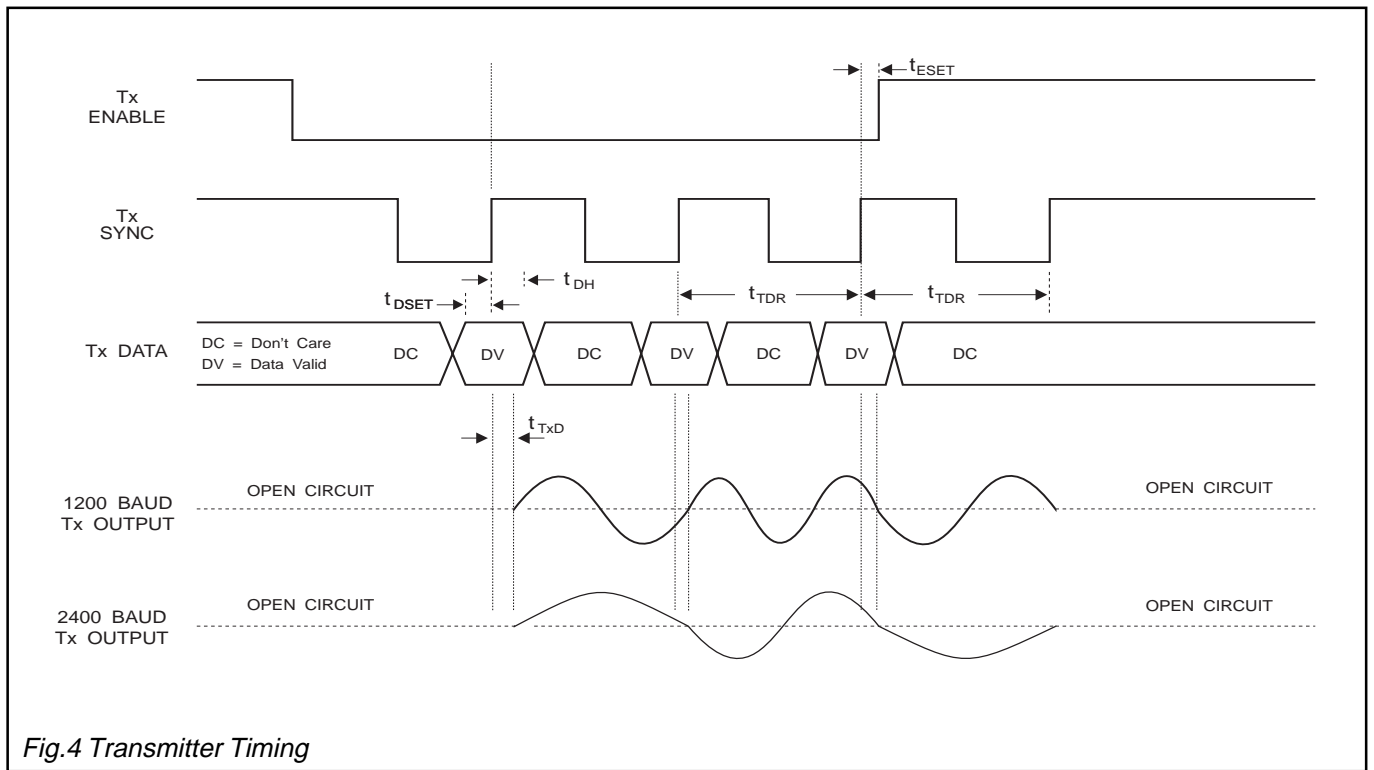 tESET
Tx
ENABLE
Tx
SYNC
tDH
tDSET
tTDR
tTDR
Tx DATA
DC = Don't Care
DV = Data Valid
DC
DV
DC
DV
DC
DV
DC
tTxD
OPEN CIRCUIT
OPEN CIRCUIT
1200 BAUD
Tx OUTPUT
OPEN CIRCUIT
OPEN CIRCUIT
2400 BAUD
Tx OUTPUT
Fig.4 Transmitter Timing